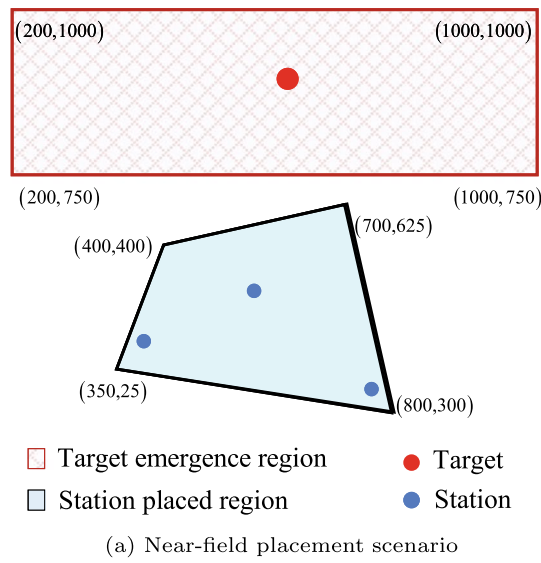 (200,1000) (1000,1000)
(200,750) (1000,750)
(700,625)
(400,400)
(350,25)
(800,300)
Target emergence region Target
Station placed region Station
(a) Near-field placement scenario